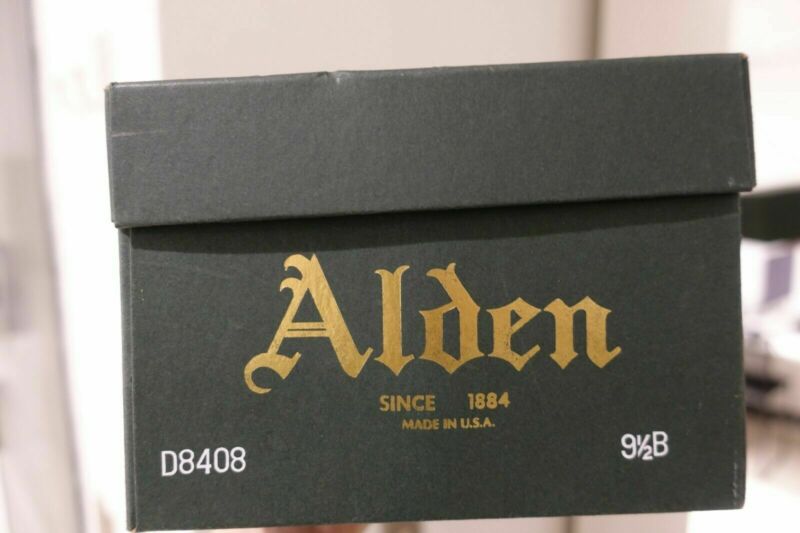 Alden
SINCE 1884
MADE IN U.S.A.
D8408
9½B